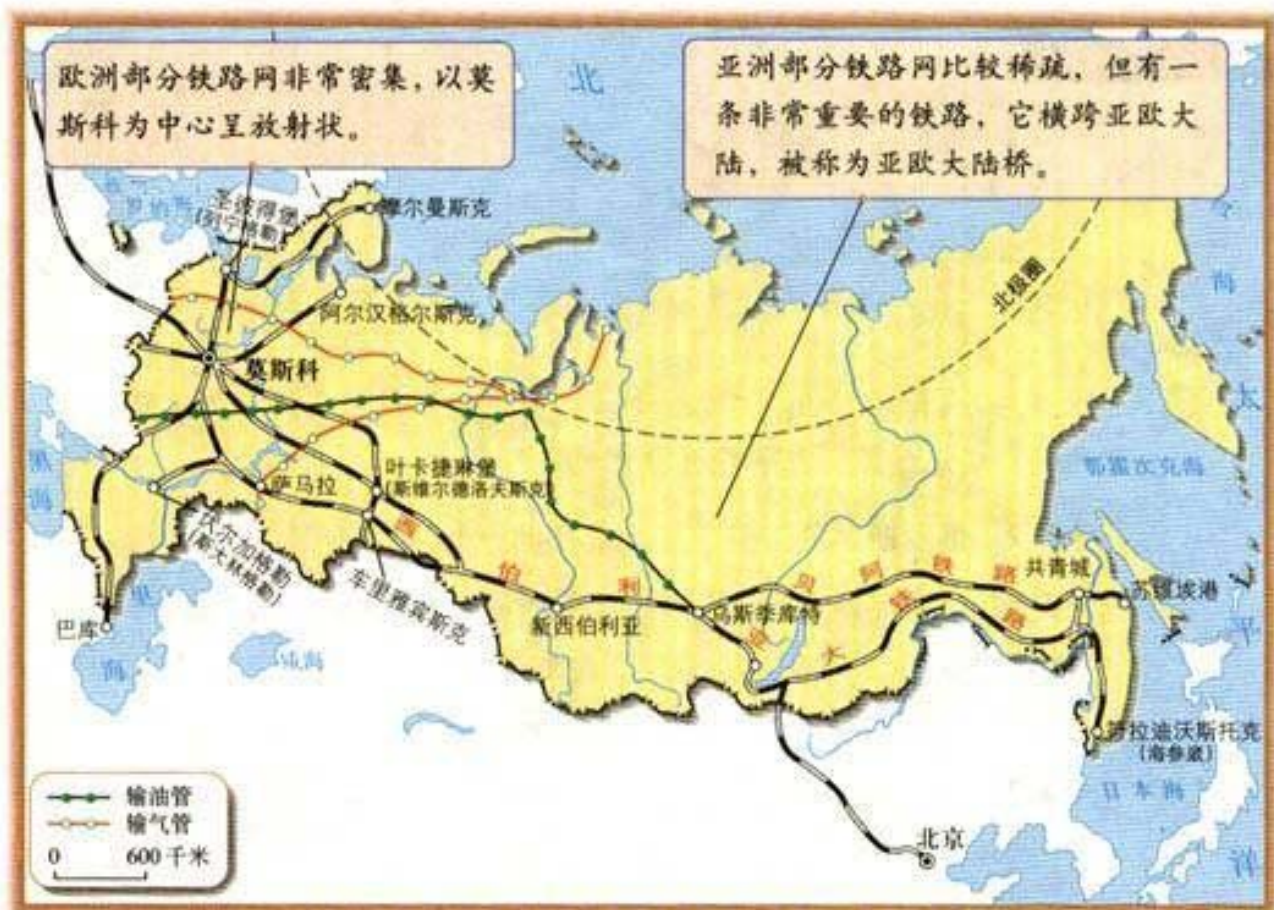 欧洲部分铁路网非常密集，以莫
斯科为中心呈放射状。
亚洲部分铁路网比较稀疏，但有一
条非常重要的铁路，它横跨亚欧大
陆，被称为亚欧大陆桥。
北
圣彼得堡
(列宁格勒)
摩尔曼斯克
北极圈
海
阿尔汉格尔斯克
莫斯科
太
鄂霍次克海
黑
海
叶卡捷琳堡
(斯维尔德洛夫斯克)
萨马拉
西
伯
利
亚
大
铁
路
贝
阿
铁
路
共青城
苏维埃港
伏尔加格勒
(斯大林格勒)
车里雅宾斯克
新西伯利亚
乌斯季库特
巴库
里
海
咸海
平
符拉迪沃斯托克
(海参崴)
日本海
输油管
输气管
0 600千米
北京
洋